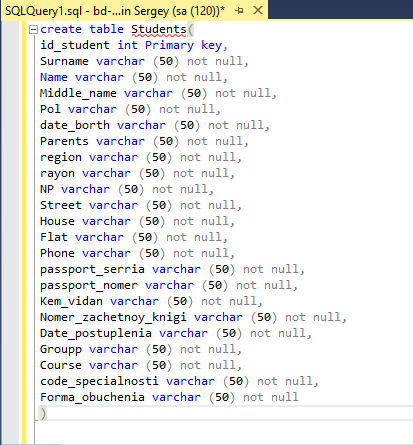 SQLQuery1.sql - bd-...in Sergey (sa (120))*
create table Students(
id_student int Primary key,
Surname varchar (50) not null,
Name varchar (50) not null,
Middle_name varchar (50) not null,
Pol varchar (50) not null,
date_borth varchar (50) not null,
Parents varchar (50) not null,
region varchar (50) not null,
rayon varchar (50) not null,
NP varchar (50) not null,
Street varchar (50) not null,
House varchar (50) not null,
Flat varchar (50) not null,
Phone varchar (50) not null,
passport_serria varchar (50) not null,
passport_nomer varchar (50) not null,
Kem_vidan varchar (50) not null,
Nomer_zachetnoy_knigi varchar (50) not null,
Date_postuplenia varchar (50) not null,
Groupp varchar (50) not null,
Course varchar (50) not null,
code_specialnosti varchar (50) not null,
Forma_obuchenia varchar (50) not null
)